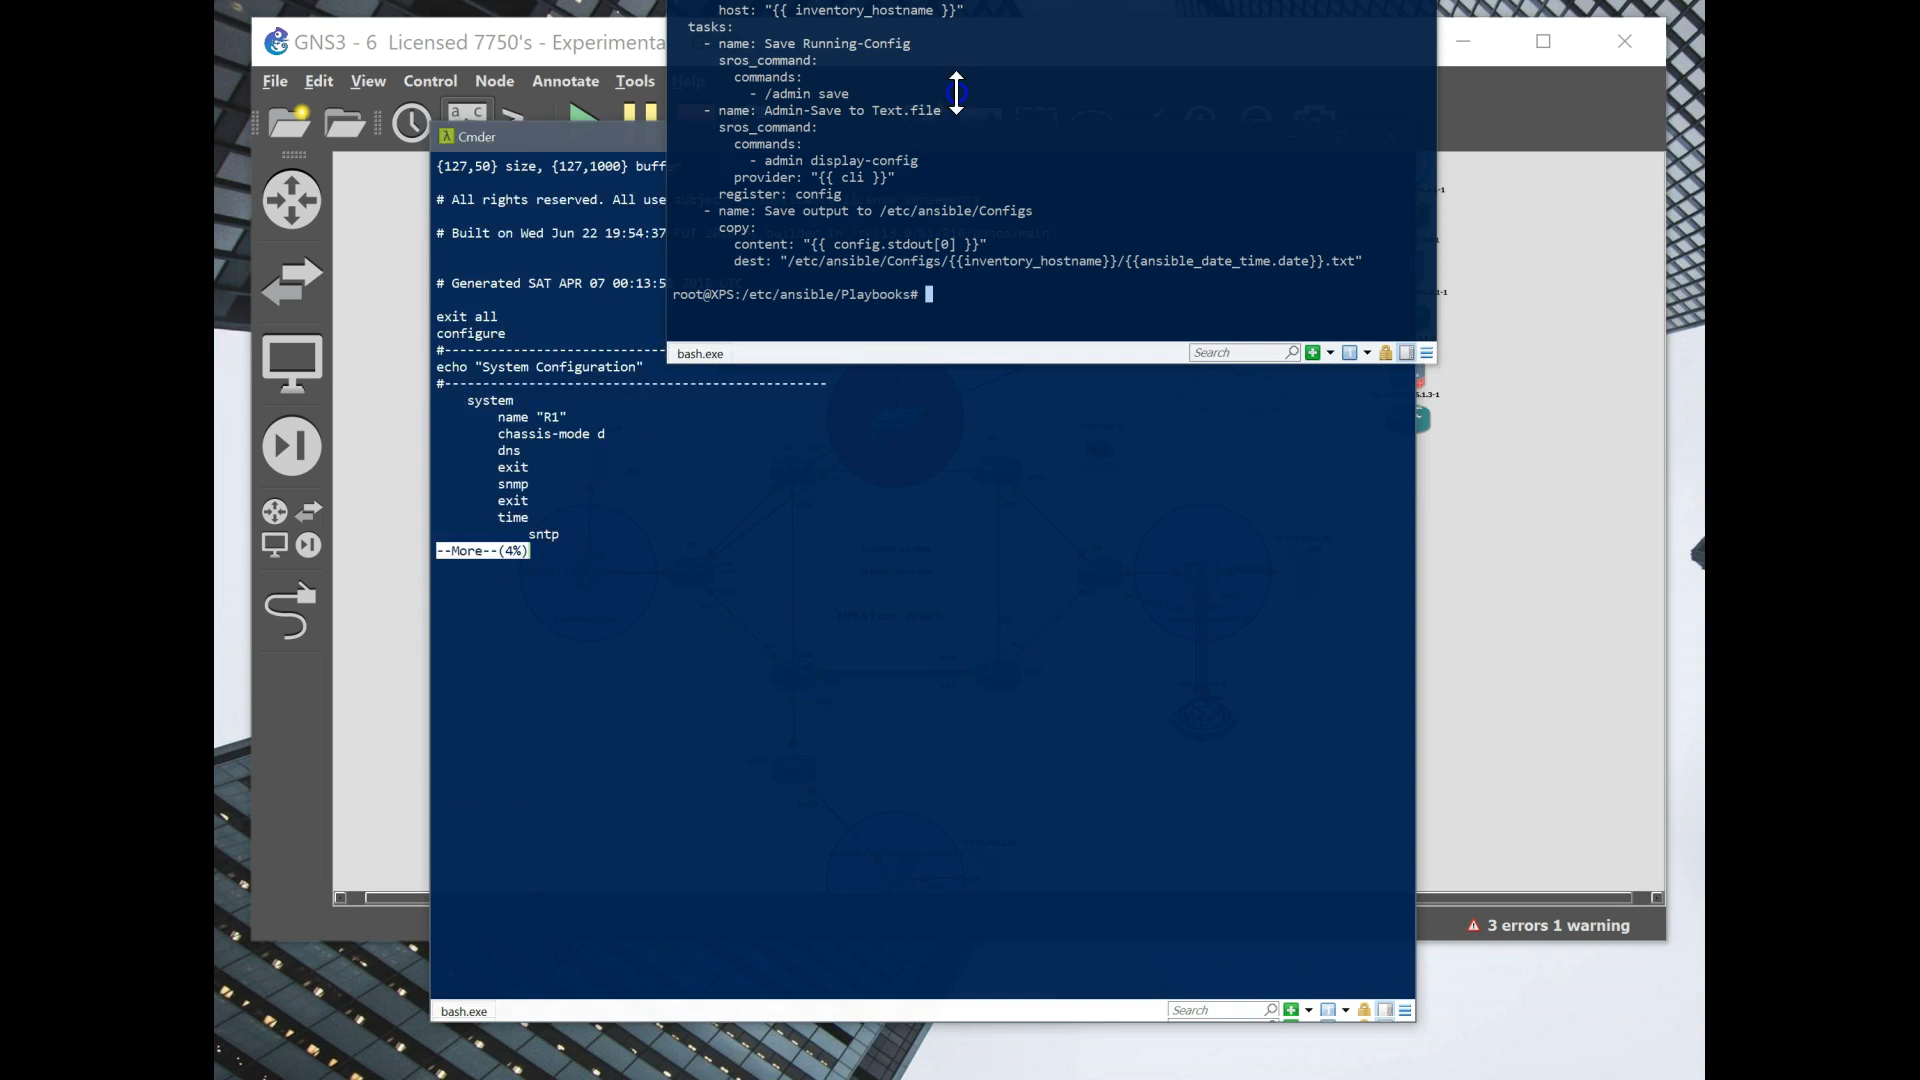 host: "{{ inventory_hostname }}"
tasks:
- name: Save Running-Config
sros_command:
commands:
- /admin save
- name: Admin-Save to Text.file
sros_command:
commands:
- admin display-config
provider: "{{ cli }}"
register: config
- name: Save output to /etc/ansible/Configs
copy:
content: "{{ config.stdout[0] }}"
dest: "/etc/ansible/Configs/{{inventory_hostname}}/{{ansible_date_time.date}}.txt"
root@XPS:/etc/ansible/Playbooks#
bash.exe
Search
GNS3 - 6 Licensed 7750's - Experimenta
File Edit View Control Node Annotate Tools Help
Cmder
{127,50} size, {127,1000} buff
# All rights reserved. All use
# Built on Wed Jun 22 19:54:37
# Generated SAT APR 07 00:13:5
exit all
configure
#------------------------------
echo "System Configuration"
#--------------------------------------------------
system
name "R1"
chassis-mode d
dns
exit
snmp
exit
time
sntp
--More--(4%)
3 errors 1 warning
bash.exe
Search